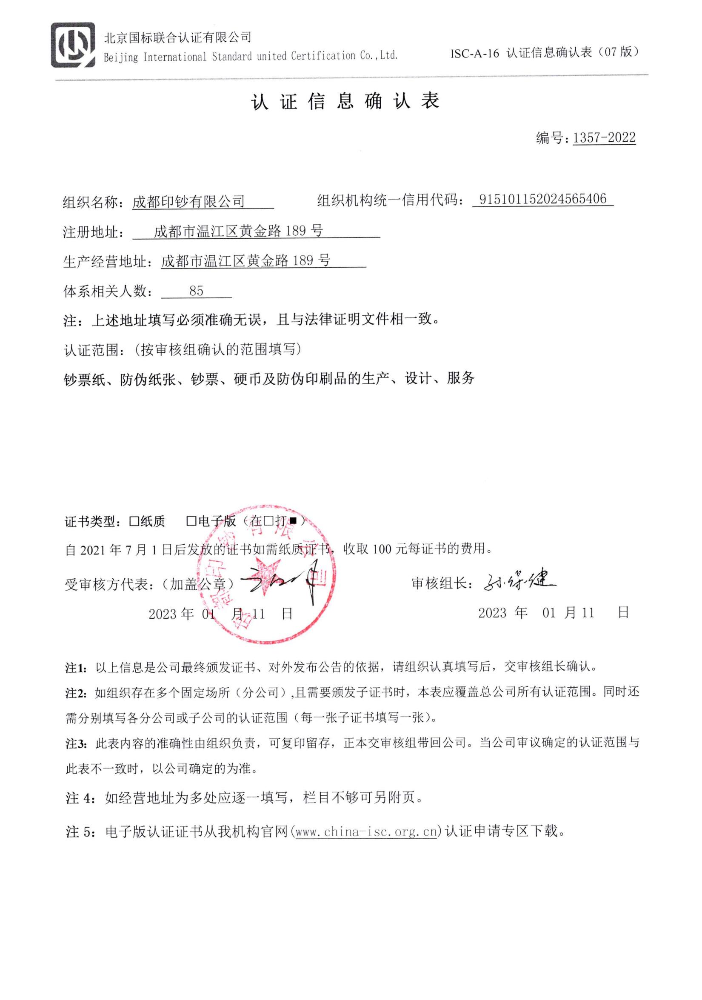 北京国标联合认证有限公司
Beijing International Standard united Certification Co.,Ltd.
ISC-A-16 认证信息确认表（07 版）
认 证 信 息 确 认 表
编号: 1357-2022
组织名称： 成都印钞有限公司 组织机构统一信用代码： 915101152024565406
注册地址： 成都市温江区黄金路 189 号
生产经营地址： 成都市温江区黄金路 189 号
体系相关人数： 85
注：上述地址填写必须准确无误，且与法律证明文件相一致。
认证范围：(按审核组确认的范围填写)
钞票纸、防伪纸张、钞票、硬币及防伪印刷品的生产、设计、服务
证书类型：□纸质 □电子版（在□打■）
自 2021 年 7 月 1 日后发放的证书如需纸质证书，收取 100 元每证书的费用。
成都印钞有限公司
受审核方代表：（加盖公章） 审核组长： 孙保健
2023 年 01 月 11 日 2023 年 01 月 11 日
注1：以上信息是公司最终颁发证书、对外发布公告的依据，请组织认真填写后，交审核组长确认。
注2：如组织存在多个固定场所（分公司）,且需要颁发子证书时，本表应覆盖总公司所有认证范围。同时还
需分别填写各分公司或子公司的认证范围（每一张子证书填写一张）。
注3：此表内容的准确性由组织负责，可复印留存，正本交审核组带回公司。当公司审议确定的认证范围与
此表不一致时，以公司确定的为准。
注 4：如经营地址为多处应逐一填写，栏目不够可另附页。
注 5：电子版认证证书从我机构官网(www.china-isc.org.cn)认证申请专区下载。